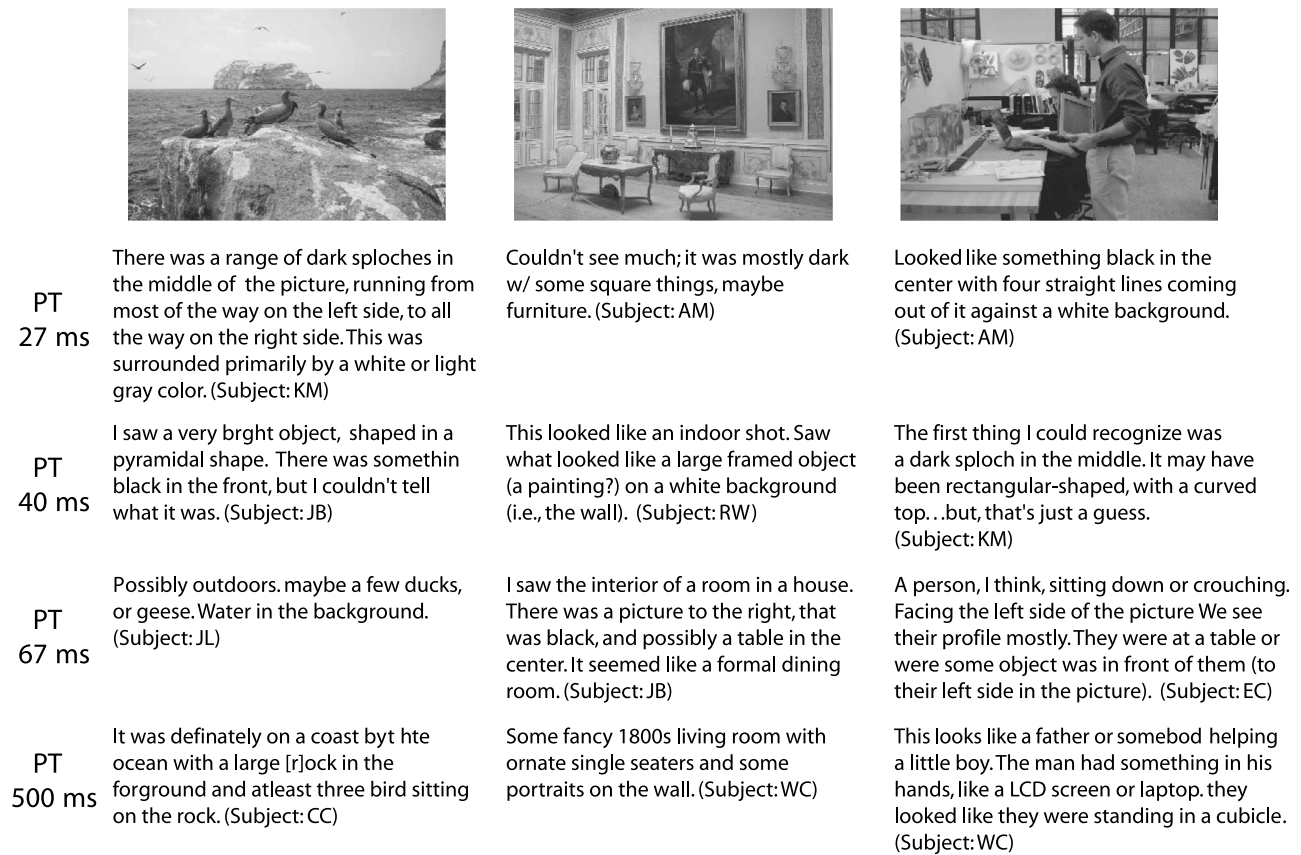 PT
27 ms
There was a range of dark sploches in
the middle of the picture, running from
most of the way on the left side, to all
the way on the right side. This was
surrounded primarily by a white or light
gray color. (Subject: KM)
Couldn't see much; it was mostly dark
w/ some square things, maybe
furniture. (Subject: AM)
Looked like something black in the
center with four straight lines coming
out of it against a white background.
(Subject: AM)
PT
40 ms
I saw a very brght object, shaped in a
pyramidal shape. There was somethin
black in the front, but I couldn't tell
what it was. (Subject: JB)
This looked like an indoor shot. Saw
what looked like a large framed object
(a painting?) on a white background
(i.e., the wall). (Subject: RW)
The first thing I could recognize was
a dark sploch in the middle. It may have
been rectangular-shaped, with a curved
top. . .but, that's just a guess.
(Subject: KM)
PT
67 ms
Possibly outdoors. maybe a few ducks,
or geese. Water in the background.
(Subject: JL)
I saw the interior of a room in a house.
There was a picture to the right, that
was black, and possibly a table in the
center. It seemed like a formal dining
room. (Subject: JB)
A person, I think, sitting down or crouching.
Facing the left side of the picture We see
their profile mostly. They were at a table or
were some object was in front of them (to
their left side in the picture). (Subject: EC)
PT
500 ms
It was definately on a coast byt hte
ocean with a large [r]ock in the
forground and atleast three bird sitting
on the rock. (Subject: CC)
Some fancy 1800s living room with
ornate single seaters and some
portraits on the wall. (Subject: WC)
This looks like a father or somebod helping
a little boy. The man had something in his
hands, like a LCD screen or laptop. they
looked like they were standing in a cubicle.
(Subject: WC)